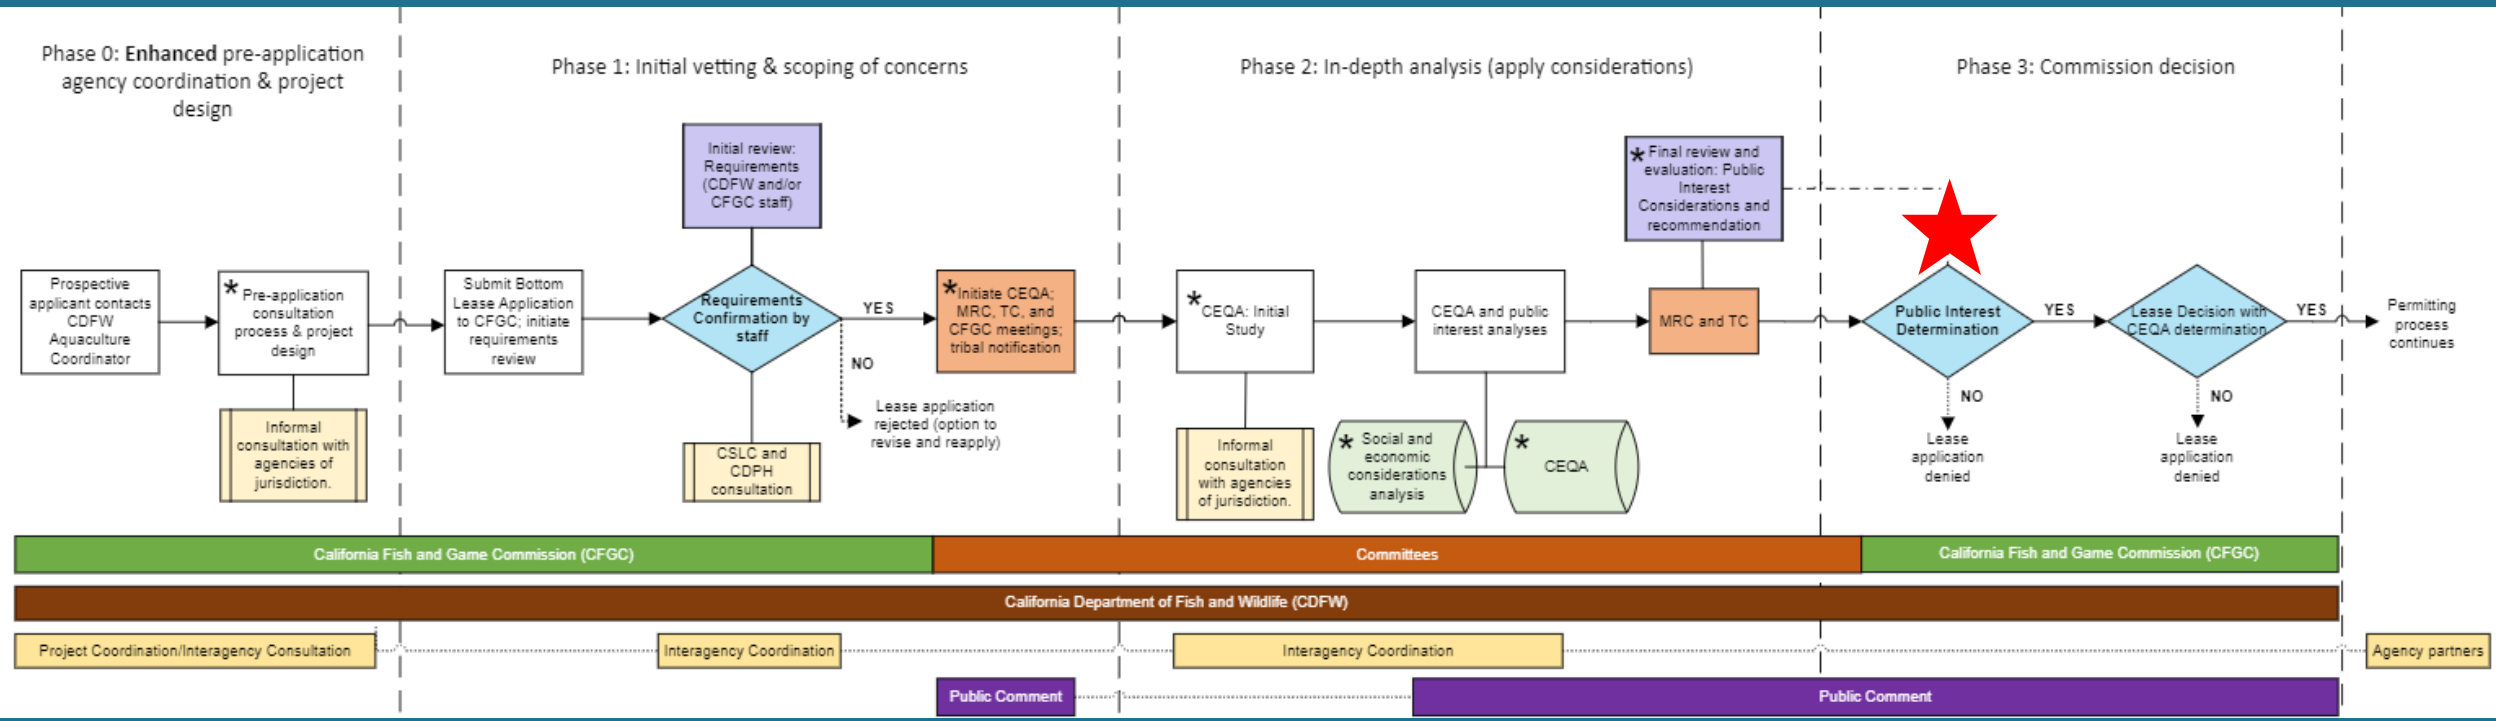 Phase 0: Enhanced pre-application
agency coordination & project
design
Phase 1: Initial vetting & scoping of concerns
Phase 2: In-depth analysis (apply considerations)
Phase 3: Commission decision
Prospective
applicant contacts
CDFW
Aquaculture
Coordinator
* Pre-application
consultation
process & project
design
Informal
consultation with
agencies of
jurisdiction.
Submit Bottom
Lease Application
to CFGC; initiate
requirements
review
Initial review:
Requirements
(CDFW and/or
CFGC staff)
Requirements
Confirmation by
staff
CSLC and
CDPH
consultation
YES
NO
Lease application
rejected (option to
revise and reapply)
* Initiate CEQA;
MRC, TC, and
CFGC meetings;
tribal notification
* CEQA: Initial
Study
Informal
consultation
with agencies
of jurisdiction.
CEQA and public
interest analyses
* Social and
economic
considerations
analysis
* CEQA
* Final review and
evaluation: Public
Interest
Considerations and
recommendation
MRC and TC
Public Interest
Determination
YES
NO
Lease
application
denied
Lease Decision with
CEQA determination
YES
NO
Lease
application
denied
Permitting
process
continues
California Fish and Game Commission (CFGC)
Committees
California Fish and Game Commission (CFGC)
California Department of Fish and Wildlife (CDFW)
Project Coordination/Interagency Consultation
Interagency Coordination
Interagency Coordination
Agency partners
Public Comment
Public Comment